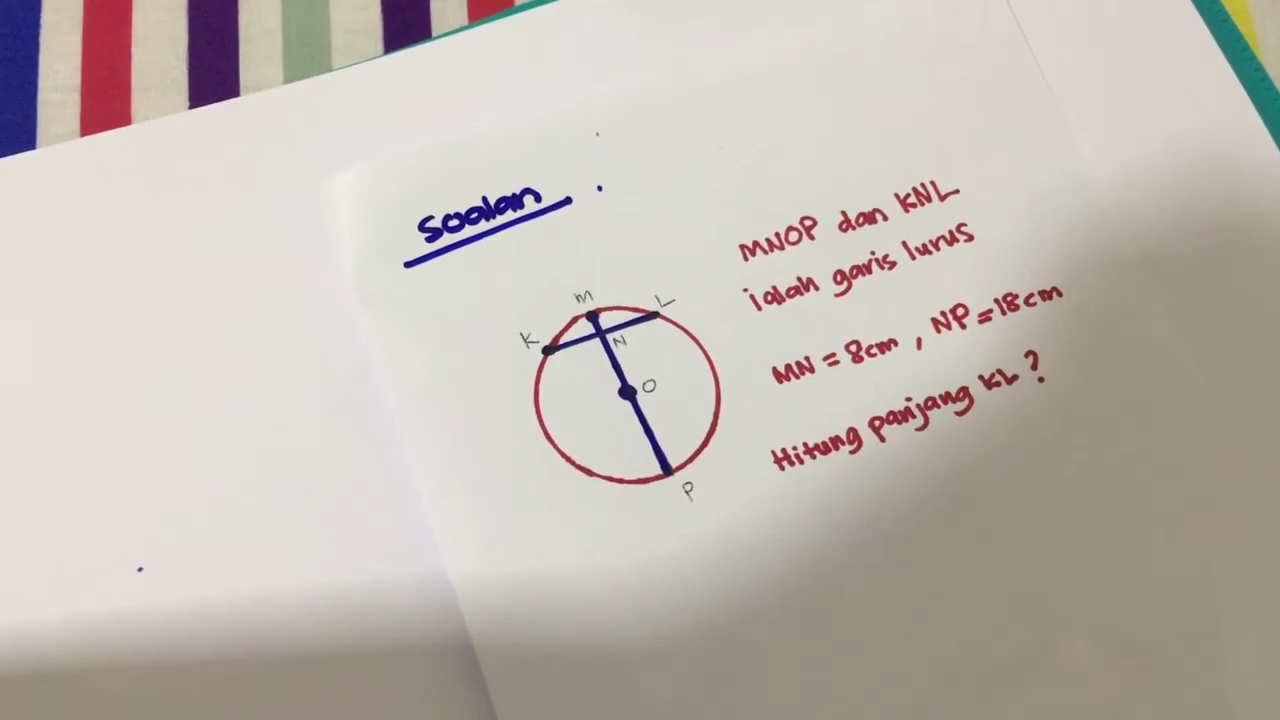 Soalan
M
L
K
N
O
P
MNOP dan KNL
ialah garis lurus
MN = 8cm, NP = 18cm
Hitung panjang KL?